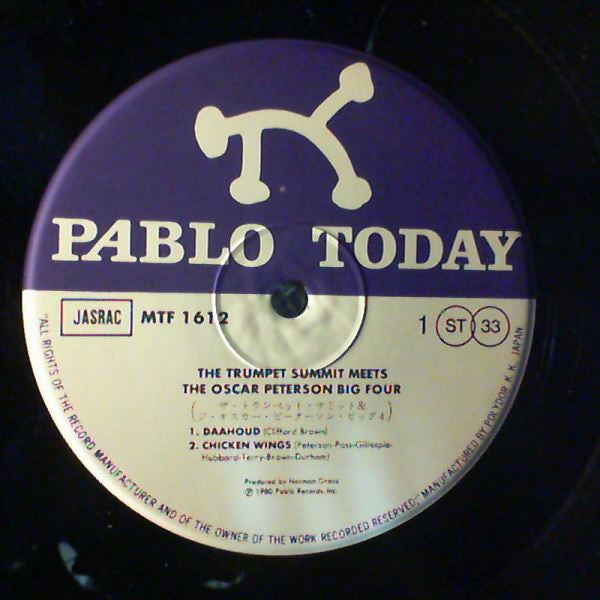 PABLO TODAY
JASRAC MTF 1612 1 ST 33
THE TRUMPET SUMMIT MEETS
THE OSCAR PETERSON BIG FOUR
(ザ・トランペット・サミット&
ジ・オスカー・ピーターソン・ビッグ4)
1. DAAHOUD (Clifford Brown)
2. CHICKEN WINGS (Peterson-Pass-Gillespie-
Hubbard-Terry-Brown-Durham)
Produced by Norman Granz
℗ 1980 Pablo Records, Inc.
"ALL RIGHTS OF THE RECORD MANUFACTURER AND OF THE OWNER OF THE WORK RECORDED RESERVED," MANUFACTURED BY POLYDOR K. K. JAPAN